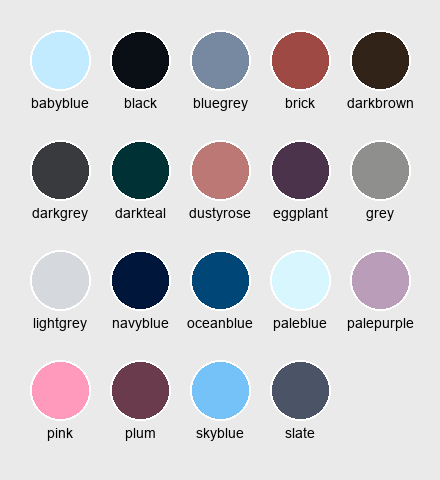 babyblue black bluegrey brick darkbrown
darkgrey darkteal dustyrose eggplant grey
lightgrey navyblue oceanblue paleblue palepurple
pink plum skyblue slate